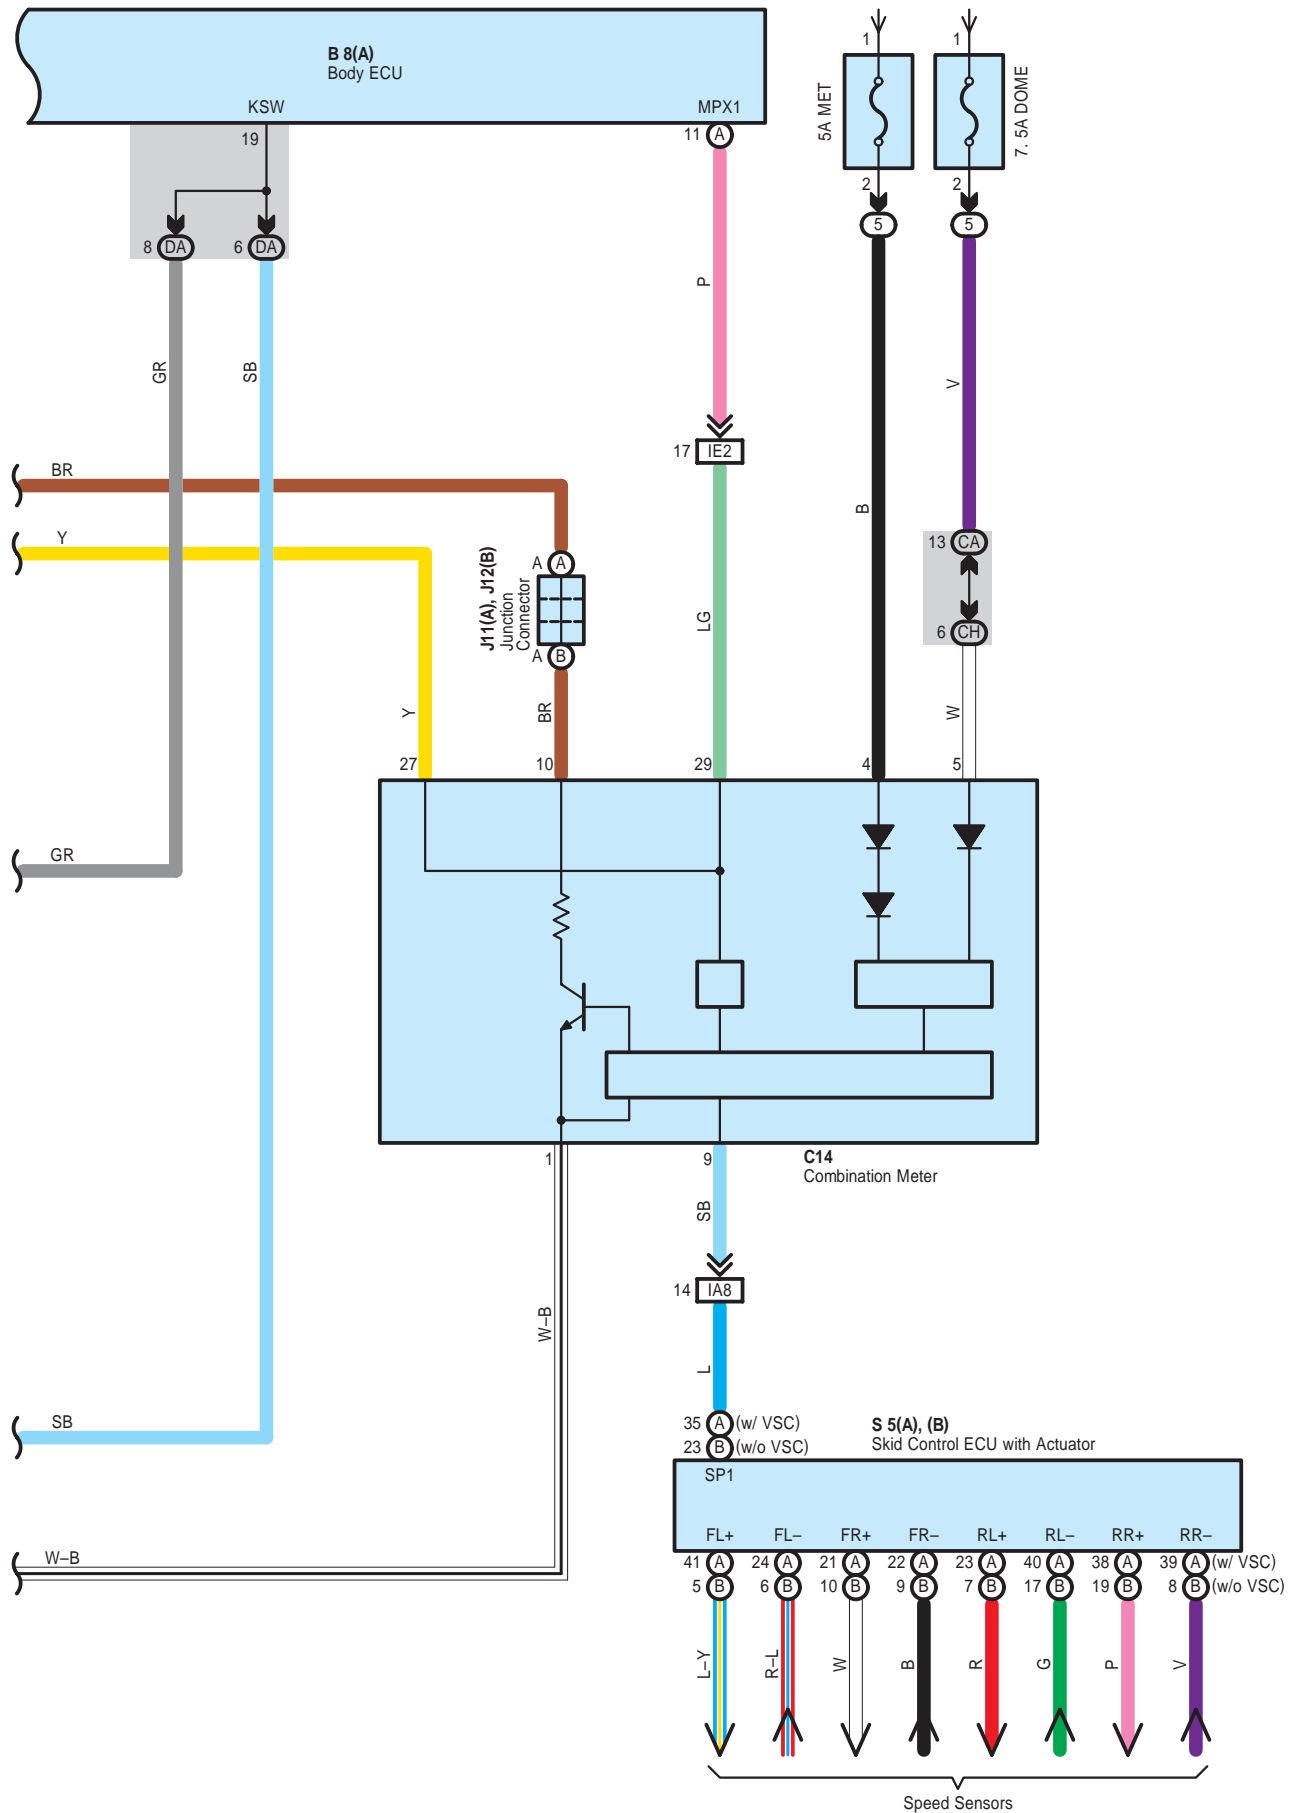 B 8(A)
Body ECU
KSW
MPX1
19
11 A
8 DA
6 DA
1
1
5A MET
7. 5A DOME
2
2
5
5
GR
SB
P
V
B
17 IE2
BR
Y
13 CA
6 CH
A A
J11(A), J12(B)
Junction
Connector
A B
LG
Y
BR
W
27
10
29
4
5
GR
1
9
C14
Combination Meter
SB
14 IA8
W–B
L
SB
35 A (w/ VSC)
23 B (w/o VSC)
S 5(A), (B)
Skid Control ECU with Actuator
SP1
FL+ FL– FR+ FR– RL+ RL– RR+ RR–
W–B
41 A 24 A 21 A 22 A 23 A 40 A 38 A 39 A (w/ VSC)
5 B 6 B 10 B 9 B 7 B 17 B 19 B 8 B (w/o VSC)
L–Y
R–L
W
B
R
G
P
V
Speed Sensors